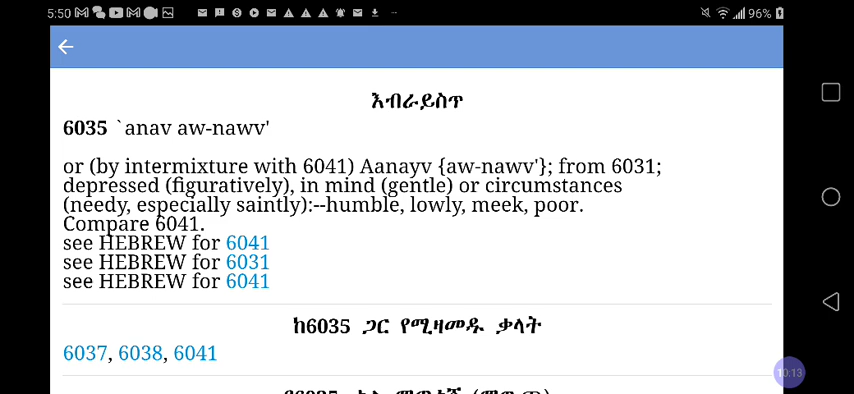 5:50
96%
እብራይስጥ
6035 `anav aw-nawv'
or (by intermixture with 6041) Aanayv {aw-nawv'}; from 6031;
depressed (figuratively), in mind (gentle) or circumstances
(needy, especially saintly):--humble, lowly, meek, poor.
Compare 6041.
see HEBREW for 6041
see HEBREW for 6031
see HEBREW for 6041
ከ6035 ጋር የሚዛመዱ ቃላት
6037, 6038, 6041
10:13